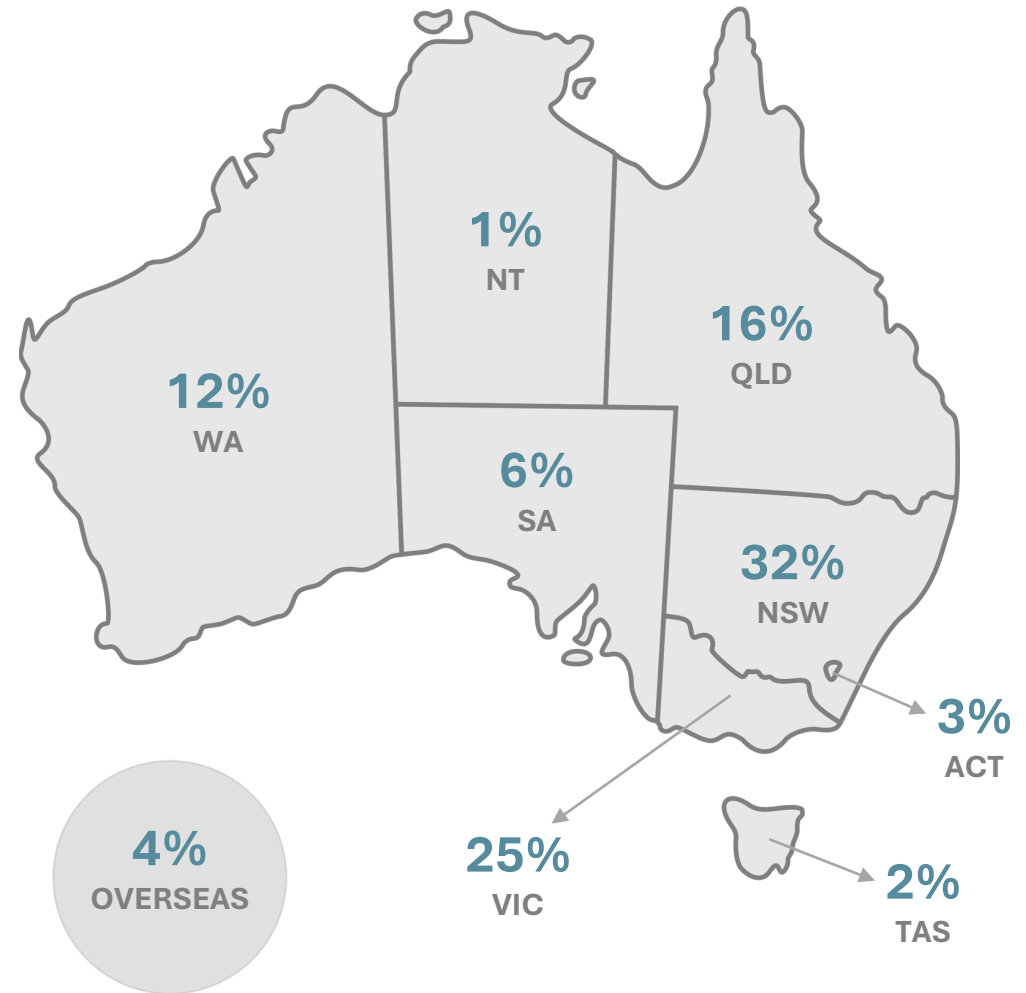 1%
NT
16%
QLD
12%
WA
6%
SA
32%
NSW
3%
ACT
4%
OVERSEAS
25%
VIC
2%
TAS